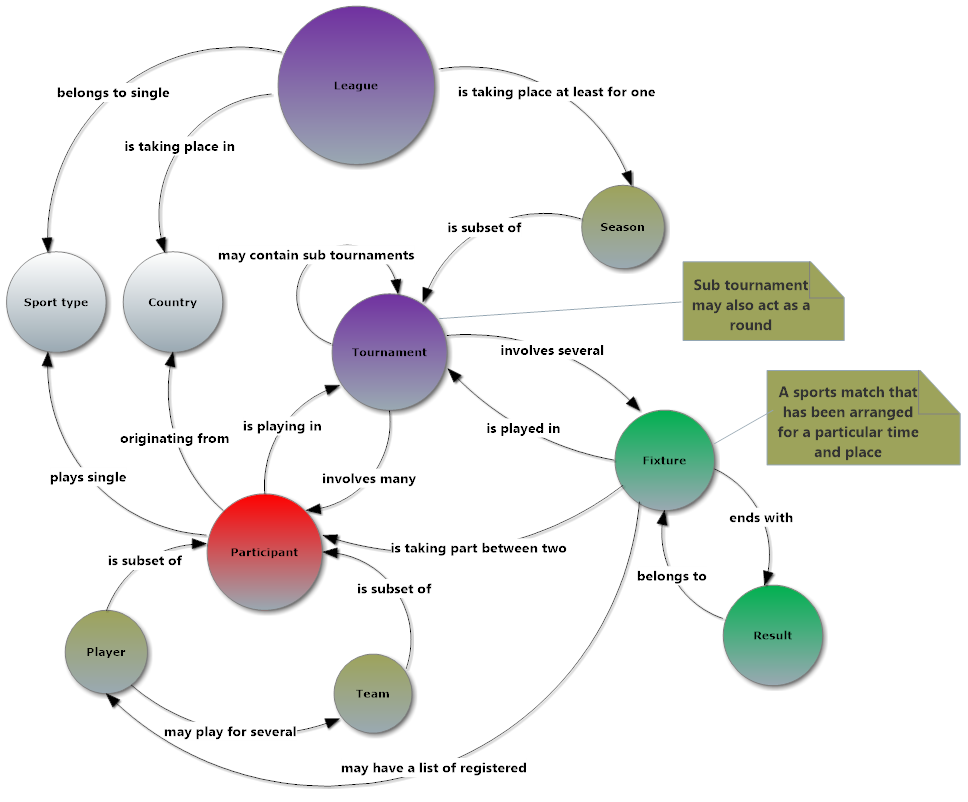 League
belongs to single
is taking place at least for one
is taking place in
Season
is subset of
may contain sub tournaments
Sub tournament
may also act as a
round
Sport type
Country
Tournament
involves several
A sports match that
has been arranged
for a particular time
and place
is playing in
is played in
originating from
Fixture
plays single
involves many
ends with
is taking part between two
Participant
is subset of
belongs to
is subset of
Result
Player
Team
may play for several
may have a list of registered